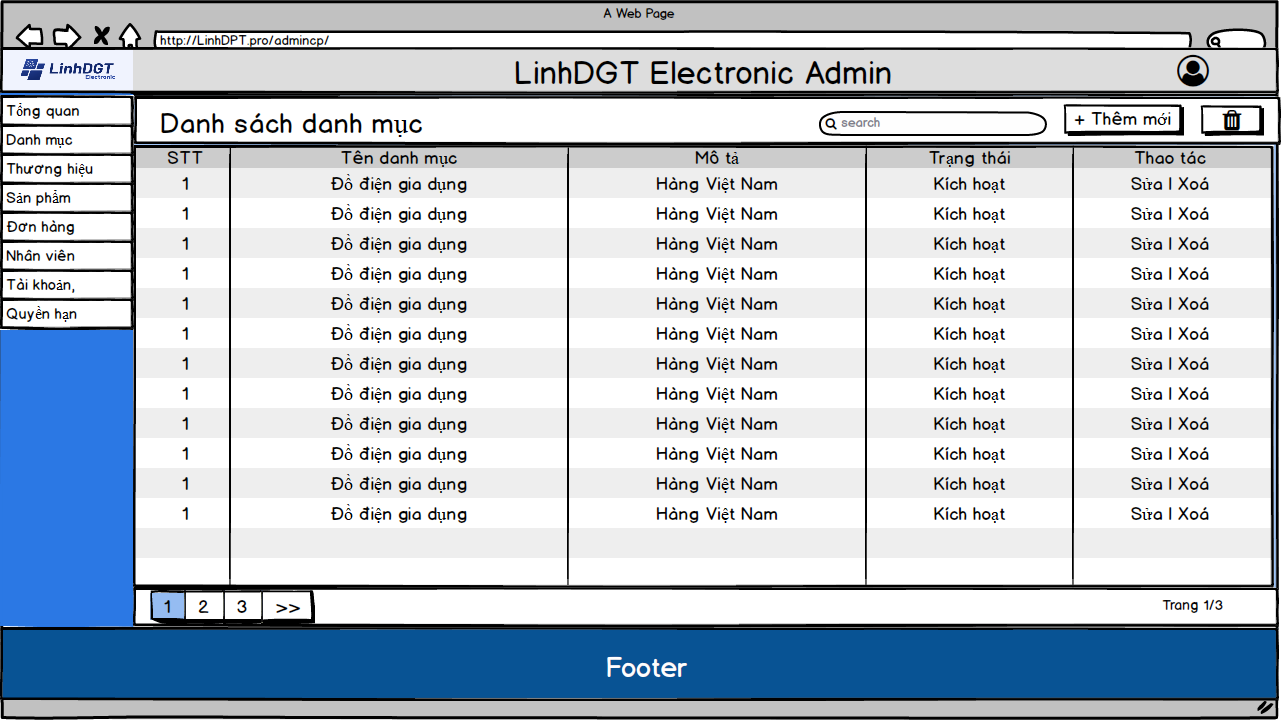 A Web Page
http://LinhDPT.pro/admincp/
LinhDGT
Electronic
LinhDGT Electronic Admin
Tổng quan
Danh mục
Thương hiệu
Sản phẩm
Đơn hàng
Nhân viên
Tài khoản,
Quyền hạn
Danh sách danh mục
search
+ Thêm mới
STT Tên danh mục Mô tả Trạng thái Thao tác
1 Đồ điện gia dụng Hàng Việt Nam Kích hoạt Sửa | Xoá
1 Đồ điện gia dụng Hàng Việt Nam Kích hoạt Sửa | Xoá
1 Đồ điện gia dụng Hàng Việt Nam Kích hoạt Sửa | Xoá
1 Đồ điện gia dụng Hàng Việt Nam Kích hoạt Sửa | Xoá
1 Đồ điện gia dụng Hàng Việt Nam Kích hoạt Sửa | Xoá
1 Đồ điện gia dụng Hàng Việt Nam Kích hoạt Sửa | Xoá
1 Đồ điện gia dụng Hàng Việt Nam Kích hoạt Sửa | Xoá
1 Đồ điện gia dụng Hàng Việt Nam Kích hoạt Sửa | Xoá
1 Đồ điện gia dụng Hàng Việt Nam Kích hoạt Sửa | Xoá
1 Đồ điện gia dụng Hàng Việt Nam Kích hoạt Sửa | Xoá
1 Đồ điện gia dụng Hàng Việt Nam Kích hoạt Sửa | Xoá
1 Đồ điện gia dụng Hàng Việt Nam Kích hoạt Sửa | Xoá
1 2 3 >>
Trang 1/3
Footer